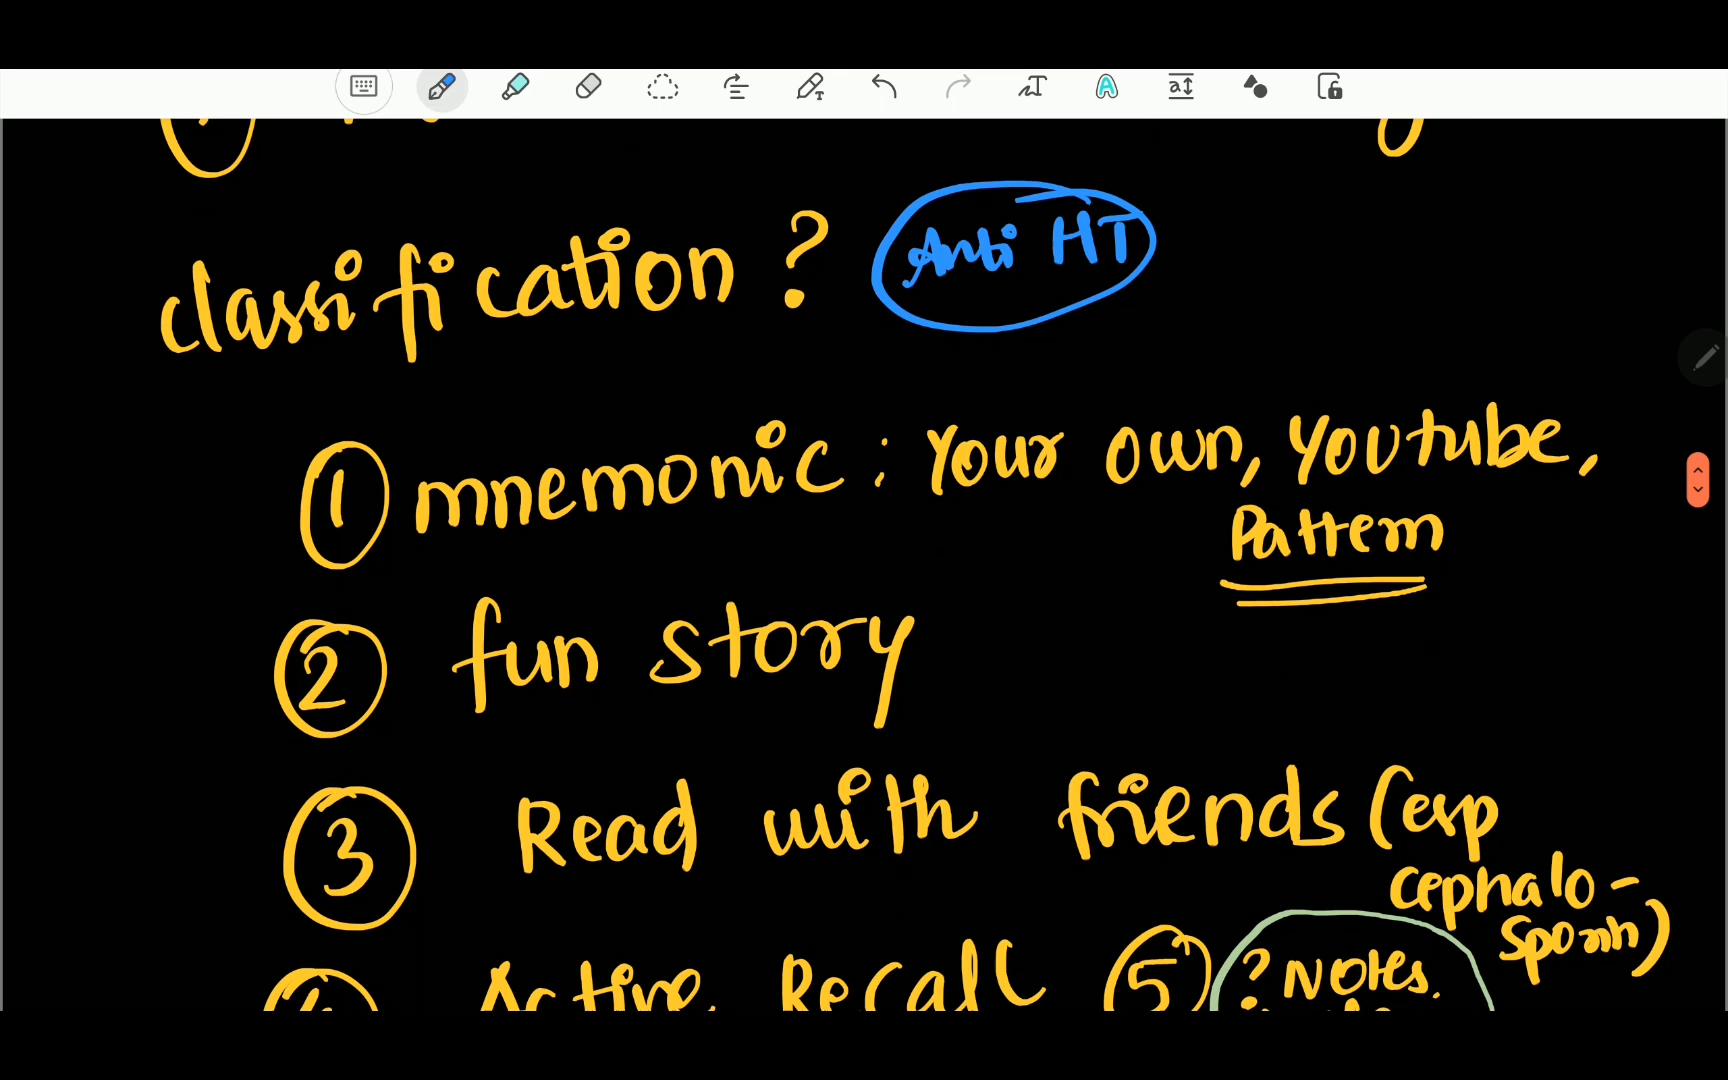 classification ? Anti HT
① mnemonic : Your own, Youtube,
Pattern
② fun story
③ Read with friends (exp
cephalo -
sporin)
Active Recall ⑤ ? Notes.